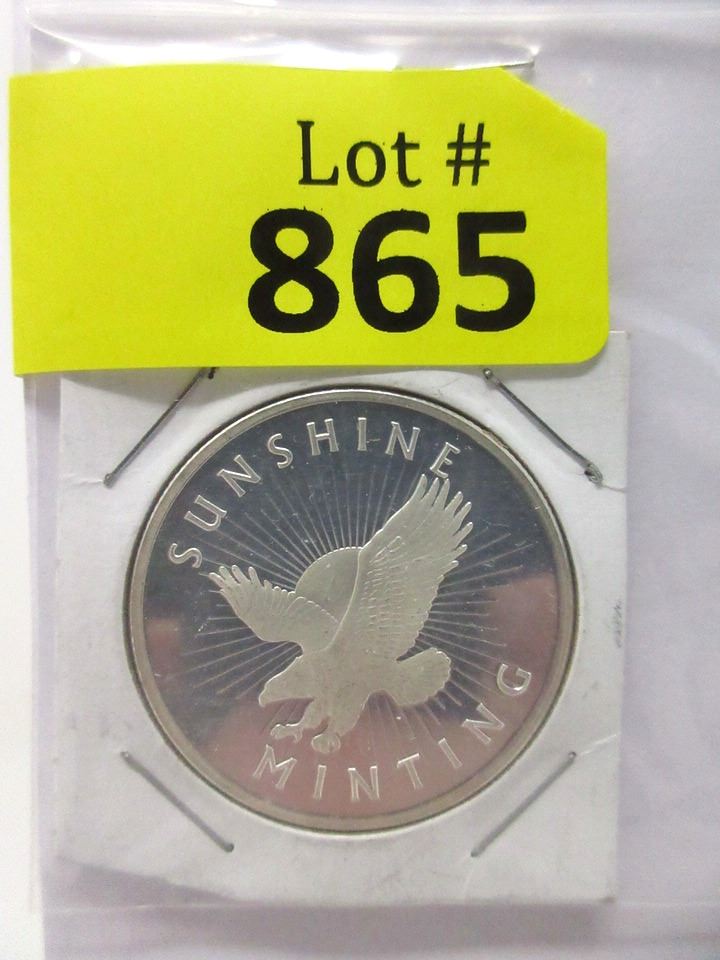 Lot #
865
SUNSHINE
MINTING